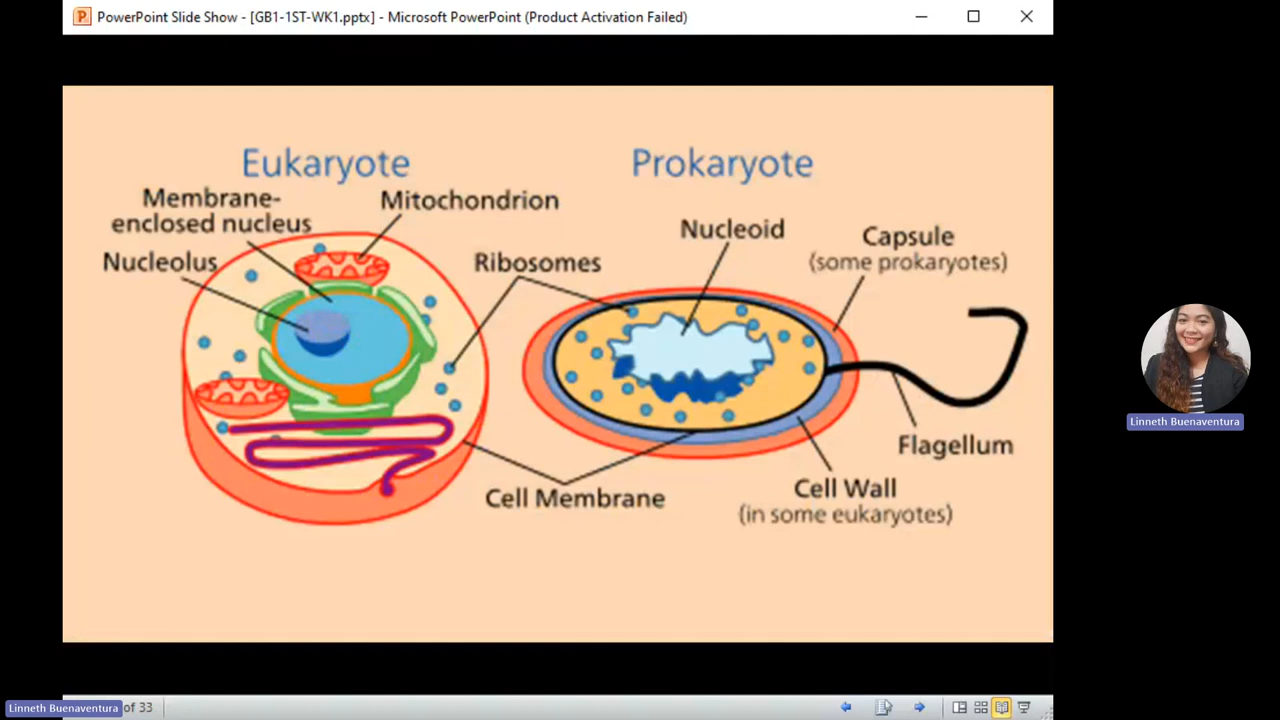 PowerPoint Slide Show - [GB1-1ST-WK1.pptx] - Microsoft PowerPoint (Product Activation Failed)
Eukaryote
Prokaryote
Membrane-
enclosed nucleus
Mitochondrion
Nucleolus
Ribosomes
Nucleoid
Capsule
(some prokaryotes)
Cell Membrane
Flagellum
Cell Wall
(in some eukaryotes)
Linneth Buenaventura
Linneth Buenaventura
of 33